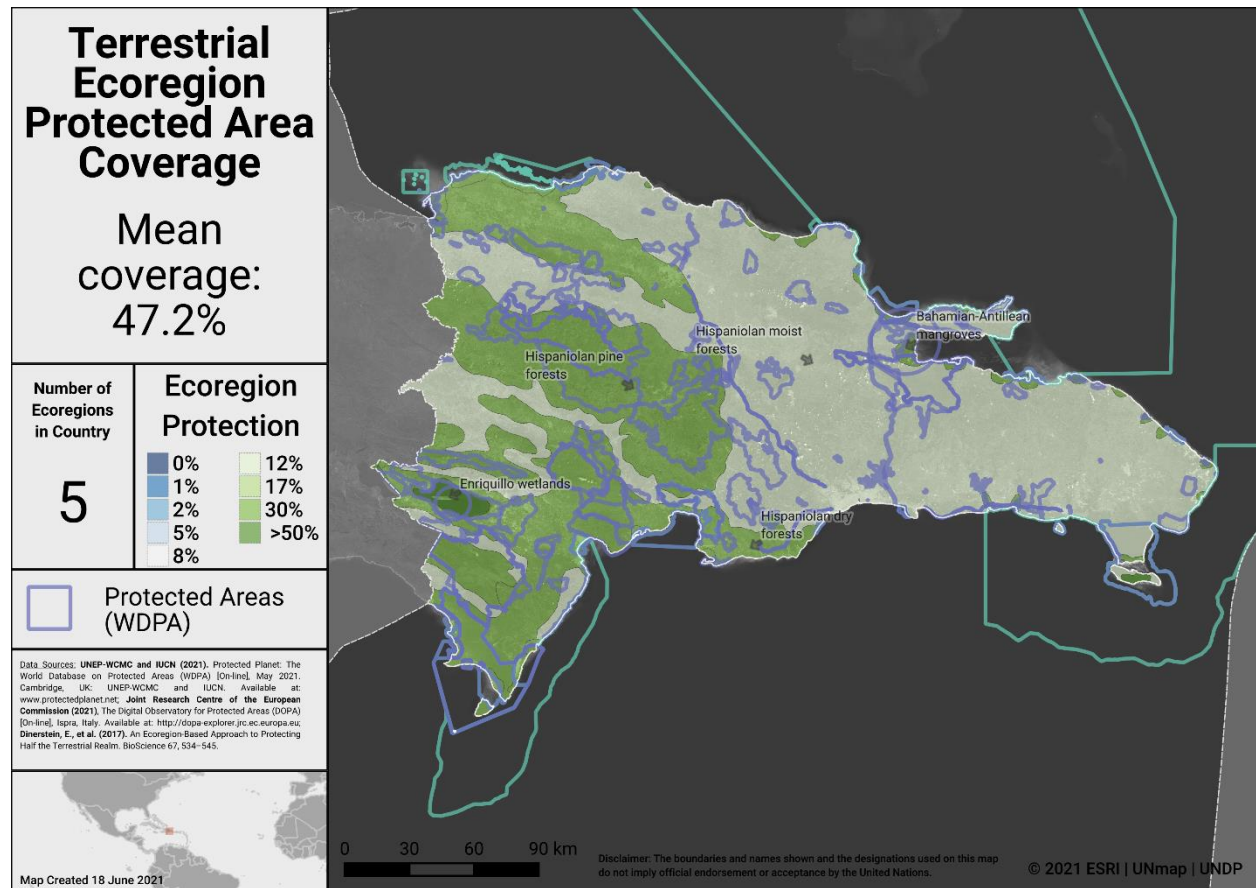 Terrestrial
Ecoregion
Protected Area
Coverage
Mean
coverage:
47.2%
Number of
Ecoregions
in Country
5
Ecoregion
Protection
0%
1%
2%
5%
8%
12%
17%
30%
>50%
Protected Areas
(WDPA)
Data Sources: UNEP-WCMC and IUCN (2021). Protected Planet: The
World Database on Protected Areas (WDPA) [On-line], May 2021.
Cambridge, UK: UNEP-WCMC and IUCN. Available at:
www.protectedplanet.net; Joint Research Centre of the European
Commission (2021), The Digital Observatory for Protected Areas (DOPA)
[On-line], Ispra, Italy. Available at: http://dopa-explorer.jrc.ec.europa.eu;
Dinerstein, E., et al. (2017). An Ecoregion-Based Approach to Protecting
Half the Terrestrial Realm. BioScience 67, 534–545.
Map Created 18 June 2021
Bahamian-Antillean
mangroves
Hispaniolan moist
forests
Hispaniolan pine
forests
Enriquillo wetlands
Hispaniolan dry
forests
0 30 60 90 km
Disclaimer: The boundaries and names shown and the designations used on this map
do not imply official endorsement or acceptance by the United Nations.
© 2021 ESRI | UNmap | UNDP